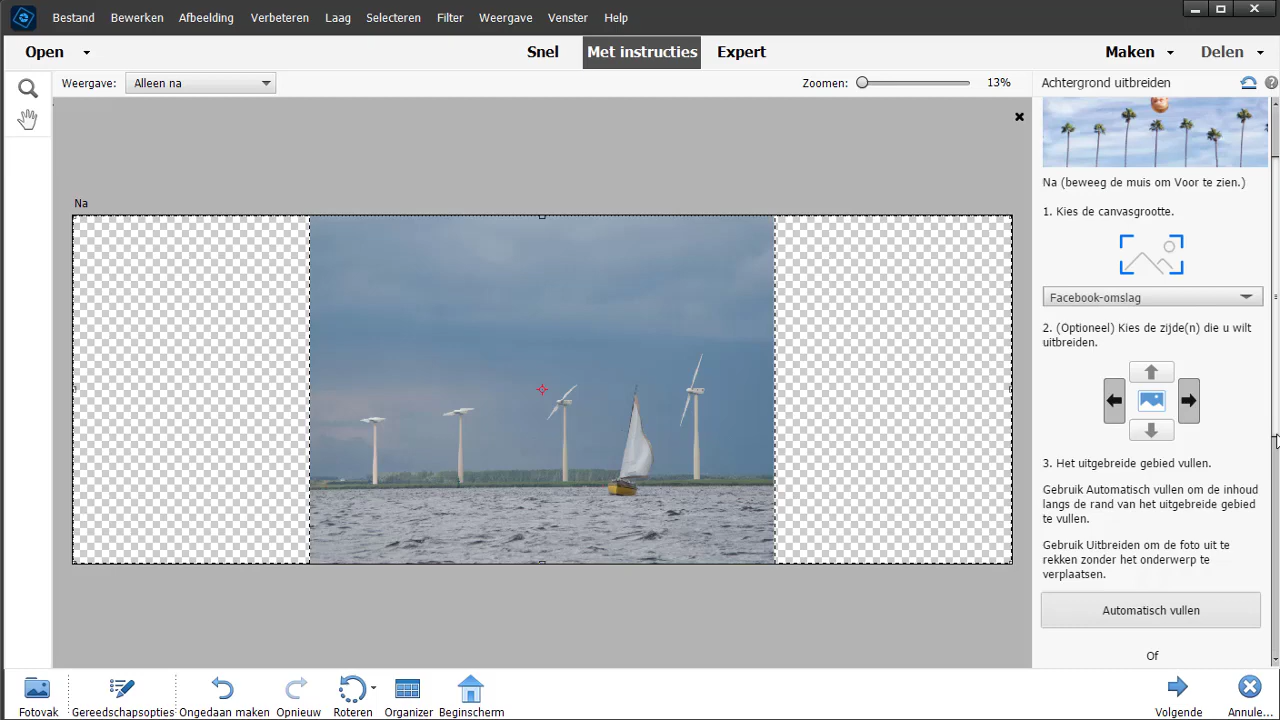 Bestand Bewerken Afbeelding Verbeteren Laag Selecteren Filter Weergave Venster Help
Open Snel Met instructies Expert Maken Delen
Weergave: Alleen na Zoomen: 13% Achtergrond uitbreiden
Na
Na (beweeg de muis om Voor te zien.)
1. Kies de canvasgrootte.
Facebook-omslag
2. (Optioneel) Kies de zijde(n) die u wilt
uitbreiden.
3. Het uitgebreide gebied vullen.
Gebruik Automatisch vullen om de inhoud
langs de rand van het uitgebreide gebied
te vullen.
Gebruik Uitbreiden om de foto uit te
rekken zonder het onderwerp te
verplaatsen.
Automatisch vullen
Of
Fotovak Gereedschapsopties Ongedaan maken Opnieuw Roteren Organizer Beginscherm Volgende Annule...